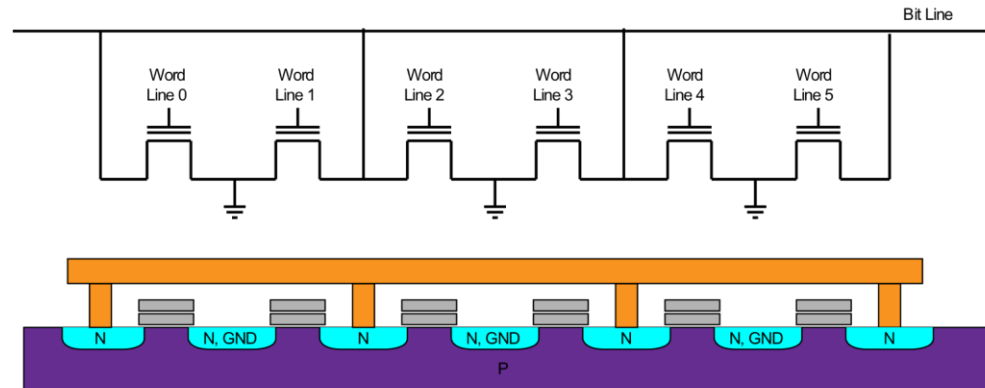 Bit Line
Word
Line 0
Word
Line 1
Word
Line 2
Word
Line 3
Word
Line 4
Word
Line 5
N
N, GND
N
N, GND
N
N, GND
N
P